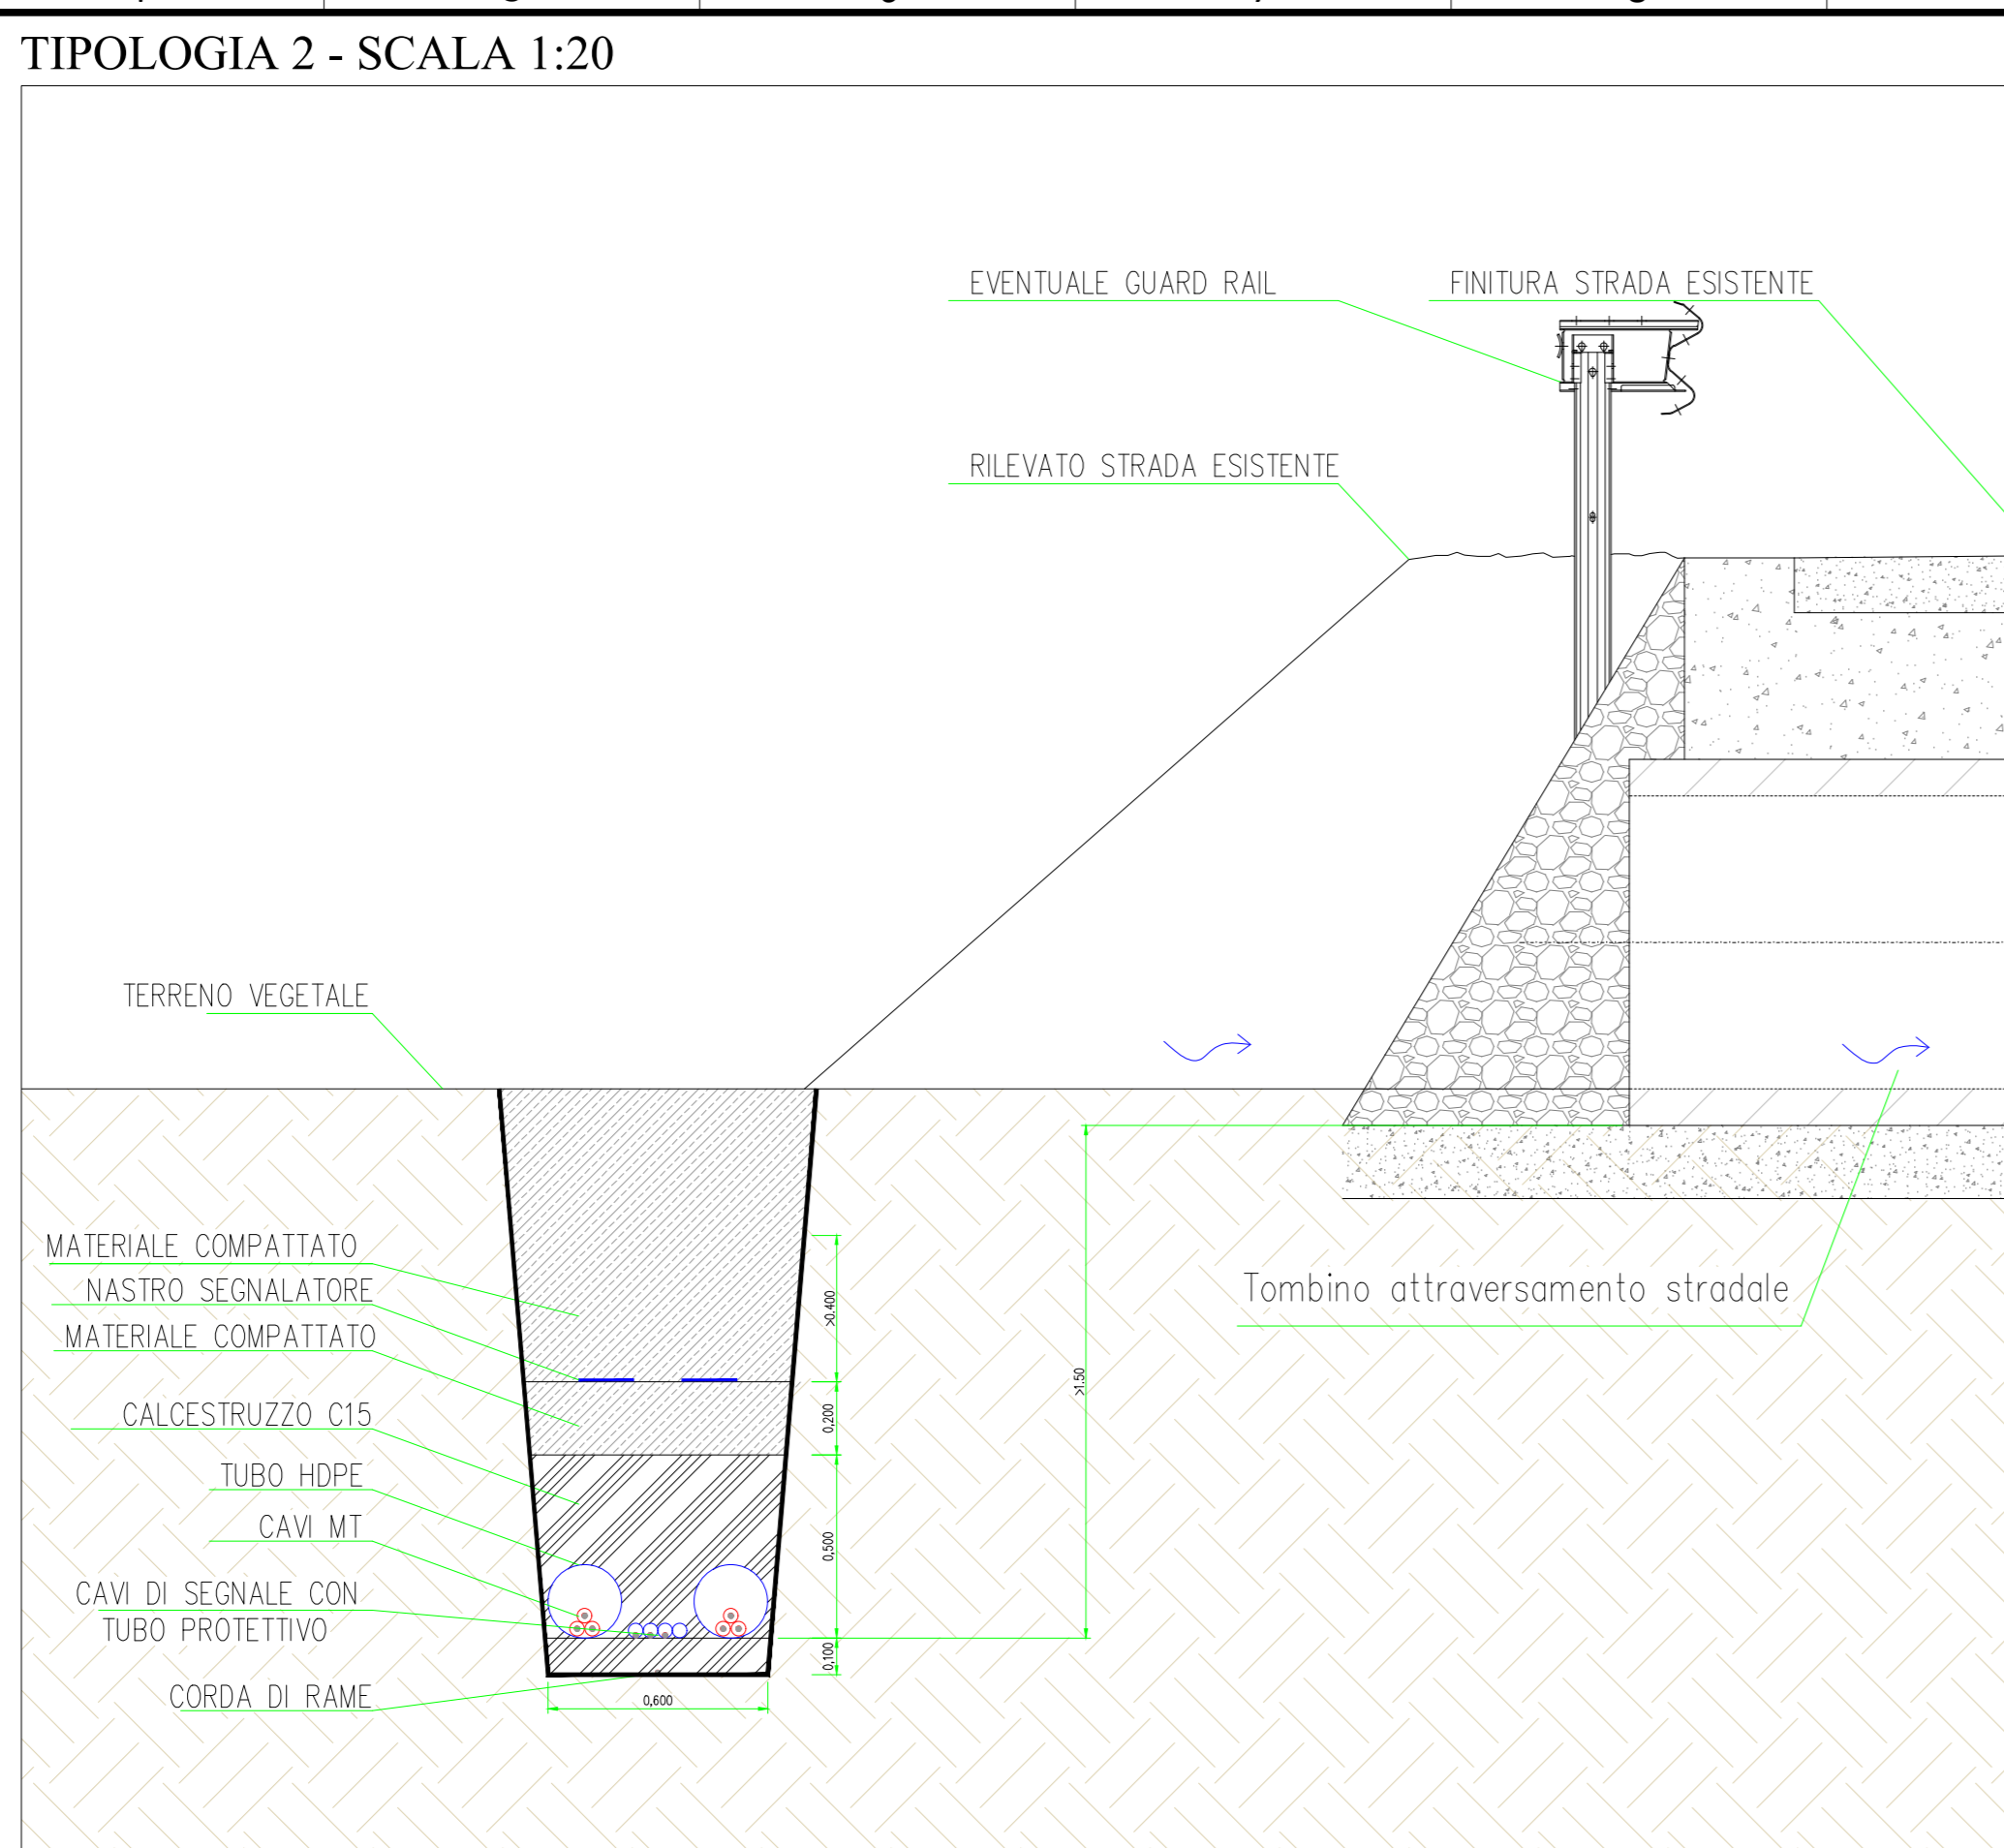 TIPOLOGIA 2 - SCALA 1:20
EVENTUALE GUARD RAIL
FINITURA STRADA ESISTENTE
RILEVATO STRADA ESISTENTE
TERRENO VEGETALE
MATERIALE COMPATTATO
NASTRO SEGNALATORE
MATERIALE COMPATTATO
CALCESTRUZZO C15
TUBO HDPE
CAVI MT
CAVI DI SEGNALE CON
TUBO PROTETTIVO
CORDA DI RAME
>0.400
0,200
0,500
0,100
0,600
>1.50
Tombino attraversamento stradale